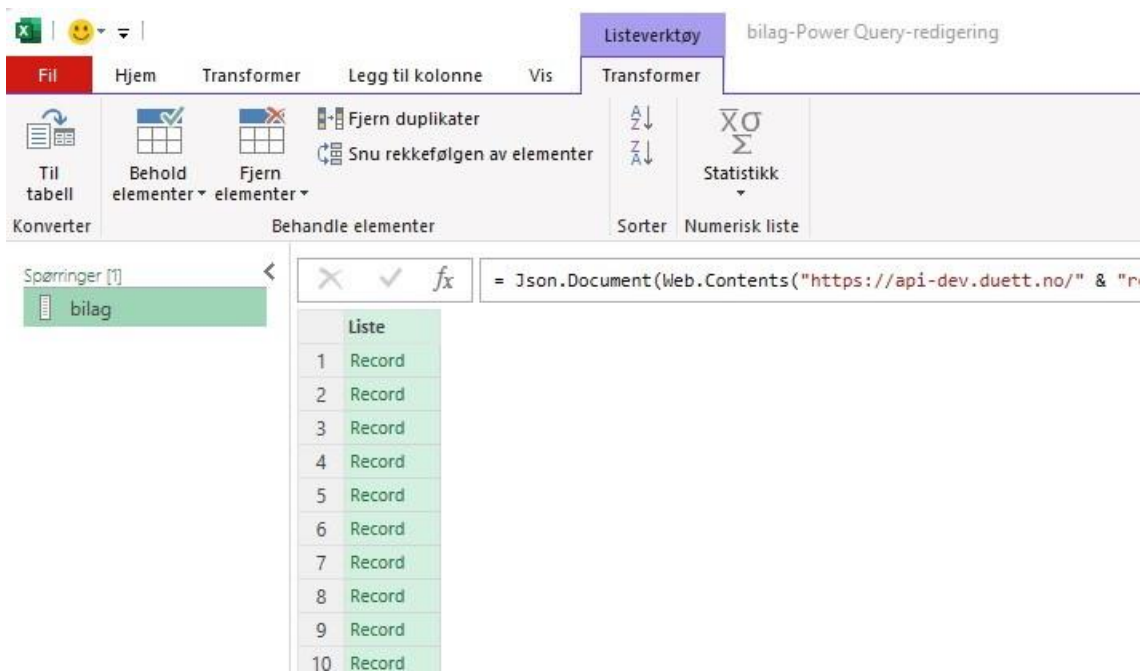 Listeverktøy bilag-Power Query-redigering
Fil Hjem Transformer Legg til kolonne Vis Transformer
Til tabell
Behold elementer
Fjern elementer
Fjern duplikater
Snu rekkefølgen av elementer
Statistikk
Konverter Behandle elementer Sorter Numerisk liste
Spørringer [1]
bilag
fx = Json.Document(Web.Contents("https://api-dev.duett.no/" & "r
Liste
1 Record
2 Record
3 Record
4 Record
5 Record
6 Record
7 Record
8 Record
9 Record
10 Record